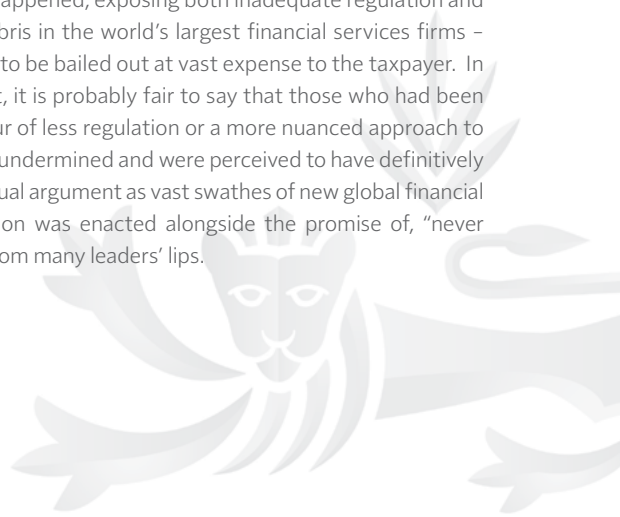 appened, exposing both inadequate regulation and
bris in the world’s largest financial services firms –
to be bailed out at vast expense to the taxpayer. In
t, it is probably fair to say that those who had been
ur of less regulation or a more nuanced approach to
undermined and were perceived to have definitively
ual argument as vast swathes of new global financial
on was enacted alongside the promise of, “never
om many leaders’ lips.